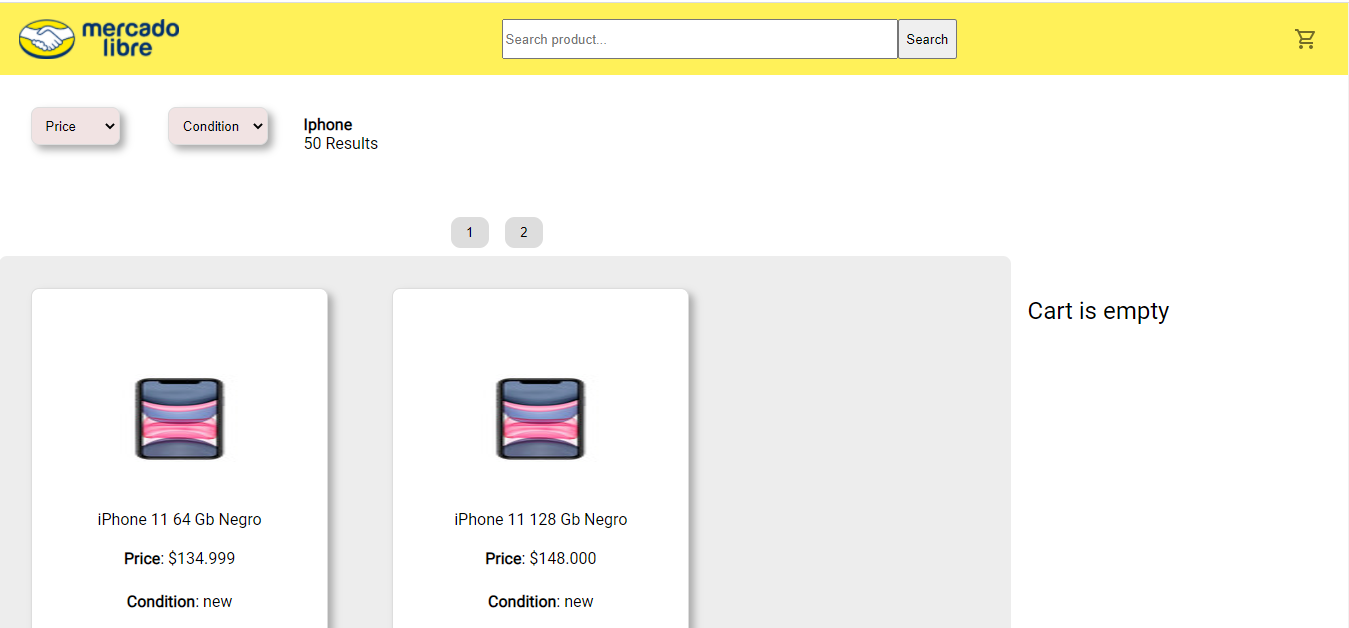 mercado
libre
Search product...
Search
Price
Condition
Iphone
50 Results
1
2
Cart is empty
iPhone 11 64 Gb Negro
Price: $134.999
Condition: new
iPhone 11 128 Gb Negro
Price: $148.000
Condition: new